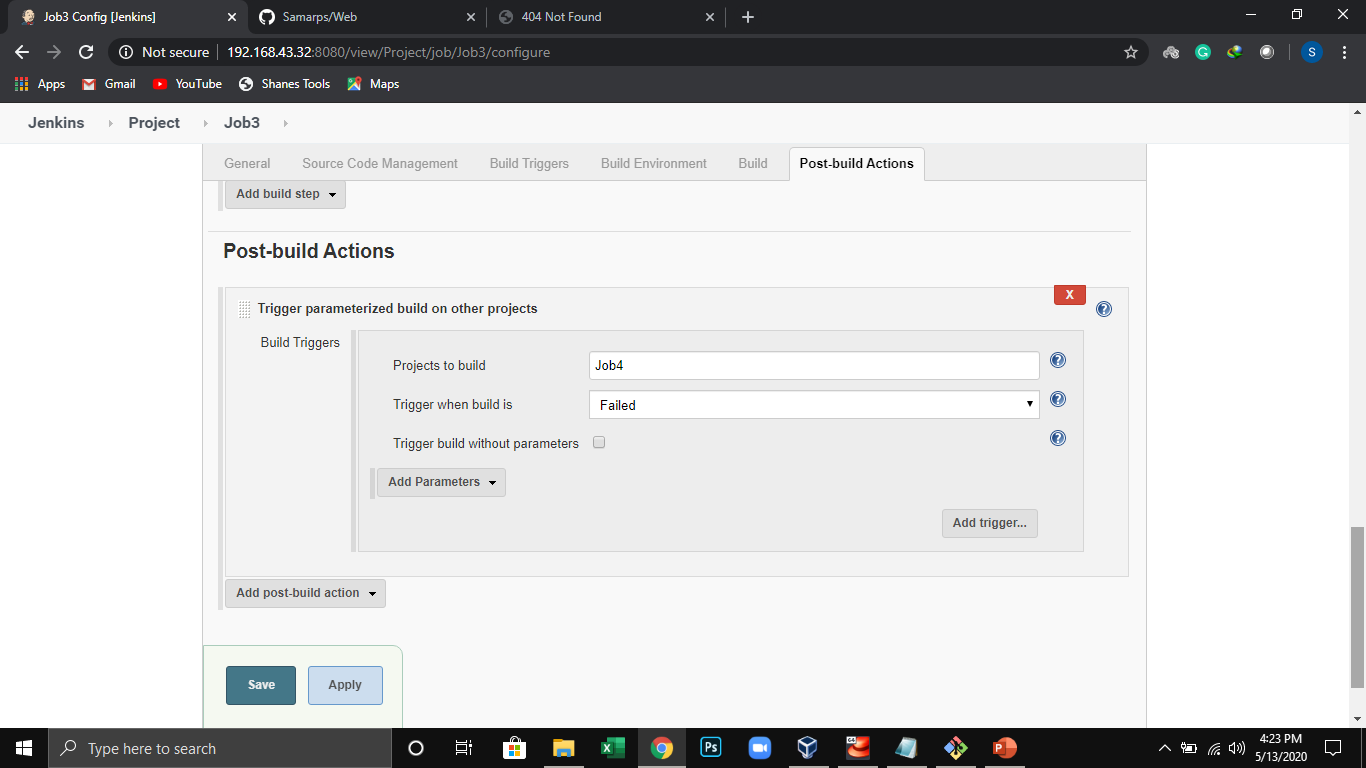 Job3 Config [Jenkins]
Samarps/Web
404 Not Found
Not secure
192.168.43.32:8080/view/Project/job/Job3/configure
S
Apps
Gmail
YouTube
Shanes Tools
Maps
Jenkins
Project
Job3
General
Source Code Management
Build Triggers
Build Environment
Build
Post-build Actions
Add build step
Post-build Actions
X
Trigger parameterized build on other projects
?
Build Triggers
Projects to build
Job4
?
Trigger when build is
Failed
?
Trigger build without parameters
?
Add Parameters
Add trigger...
Add post-build action
Save
Apply
Type here to search
Ps
64
P
4:23 PM
5/13/2020